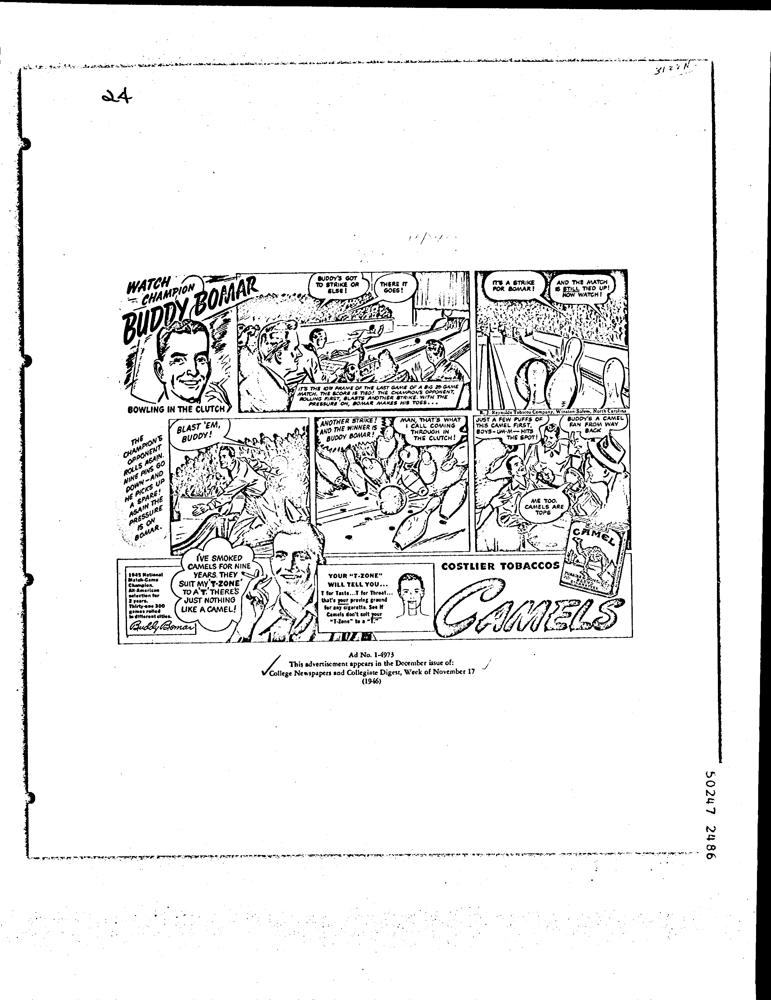 24
WATCH
CHAMPION
BUDDY BOMAR
BOWLING IN THE CLUTCH
BUDDY'S GOT
TO STRIKE OR
ELSE!
THERE IT
GOES!
IT'S THE 10TH FRAME OF THE LAST GAME OF A BIG 20-GAME
MATCH. THE SCORE IS TIED! THE CHAMPION'S OPPONENT,
ROLLING FIRST, BLASTS ANOTHER STRIKE. WITH THE
PRESSURE ON, BOMAR MAKES HIS TOES...
IT'S A STRIKE
FOR BOMAR!
AND THE MATCH
IS STILL TIED UP!
NOW WATCH!
R. J. Reynolds Tobacco Company, Winston-Salem, North Carolina
THE
CHAMPION'S
OPPONENT
ROLLS AGAIN.
NINE PINS GO
DOWN—AND
HE PICKS UP
A SPARE!
AGAIN THE
PRESSURE
IS ON
BOMAR.
BLAST 'EM,
BUDDY!
ANOTHER STRIKE!
AND THE WINNER IS
BUDDY BOMAR!
MAN, THAT'S WHAT
I CALL COMING
THROUGH IN
THE CLUTCH!
JUST A FEW PUFFS OF
THIS CAMEL FIRST,
BOYS-UM-M-HITS
THE SPOT!
BUDDY'S A CAMEL
FAN FROM WAY
BACK
ME TOO.
CAMELS ARE
TOPS
1945 National
Match-Game
Champion.
All-American
selection for
2 years.
Thirty-one 300
games rolled
in different cities.
Buddy Bomar
I'VE SMOKED
CAMELS FOR NINE
YEARS. THEY
SUIT MY 'T-ZONE'
TO A 'T'. THERE'S
JUST NOTHING
LIKE A CAMEL!
YOUR "T-ZONE"
WILL TELL YOU...
T for Taste...T for Throat...
that's your proving ground
for any cigarette. See if
Camels don't suit your
"T-Zone" to a "T."
CAMEL
COSTLIER TOBACCOS
CAMELS
Ad No. 1-4973
This advertisement appears in the December issue of:
College Newspapers and Collegiate Digest, Week of November 17
(1946)
50247 2486